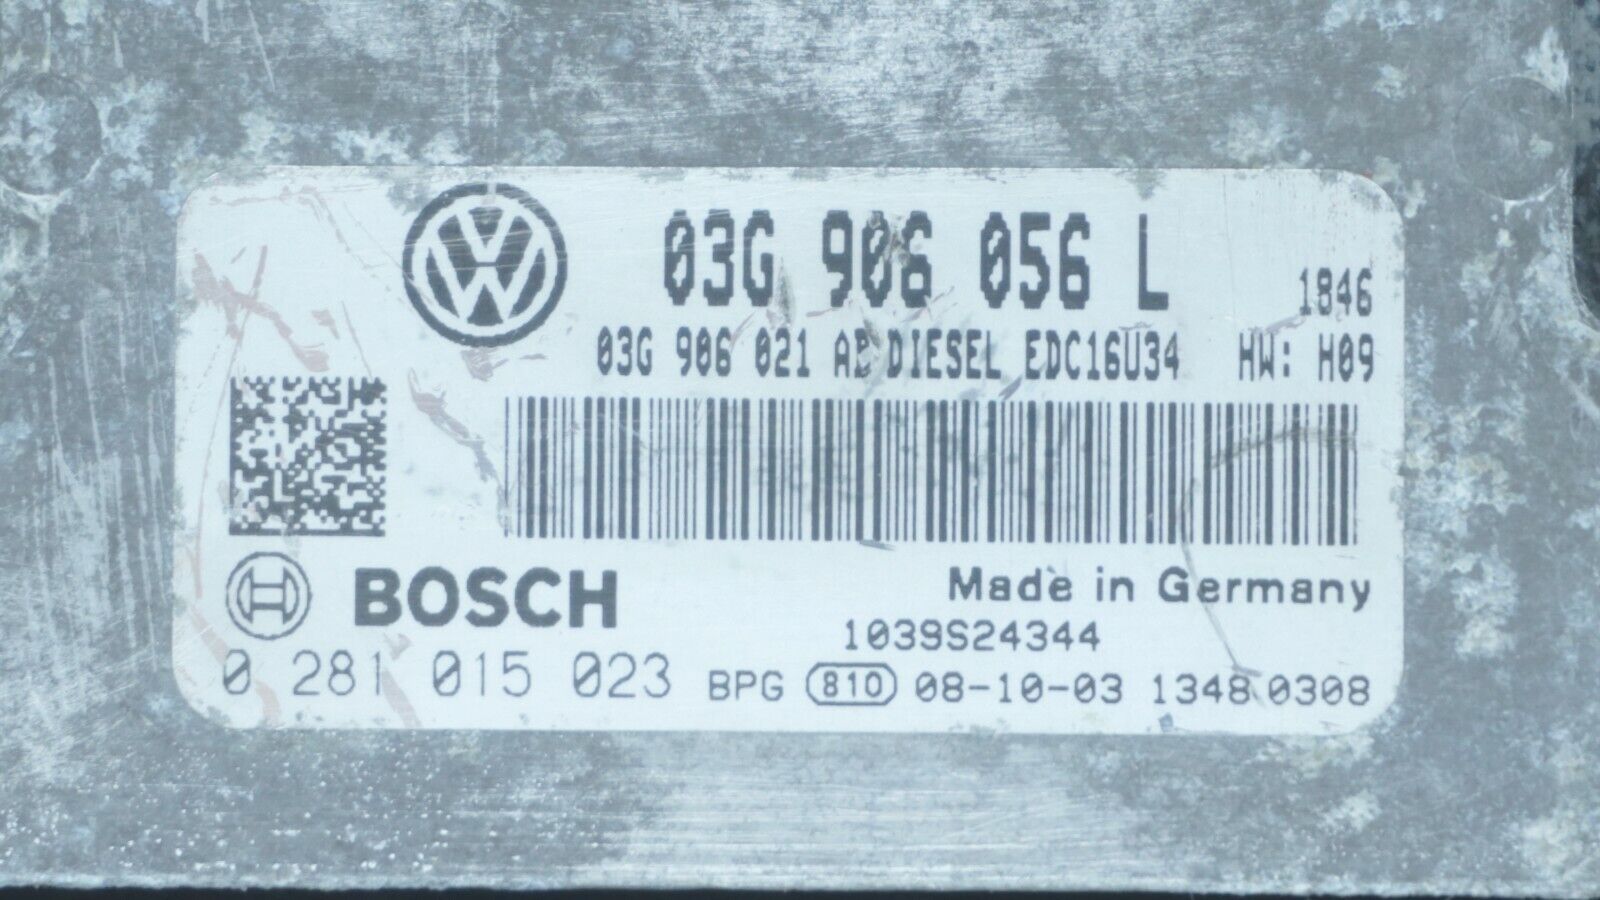 03G 906 056 L
1846
03G 906 021 DIESEL EDC16U34 HW: H09
BOSCH
Made in Germany
1039S24344
0 281 015 023 BPG 810 08-10-03 1348 0308